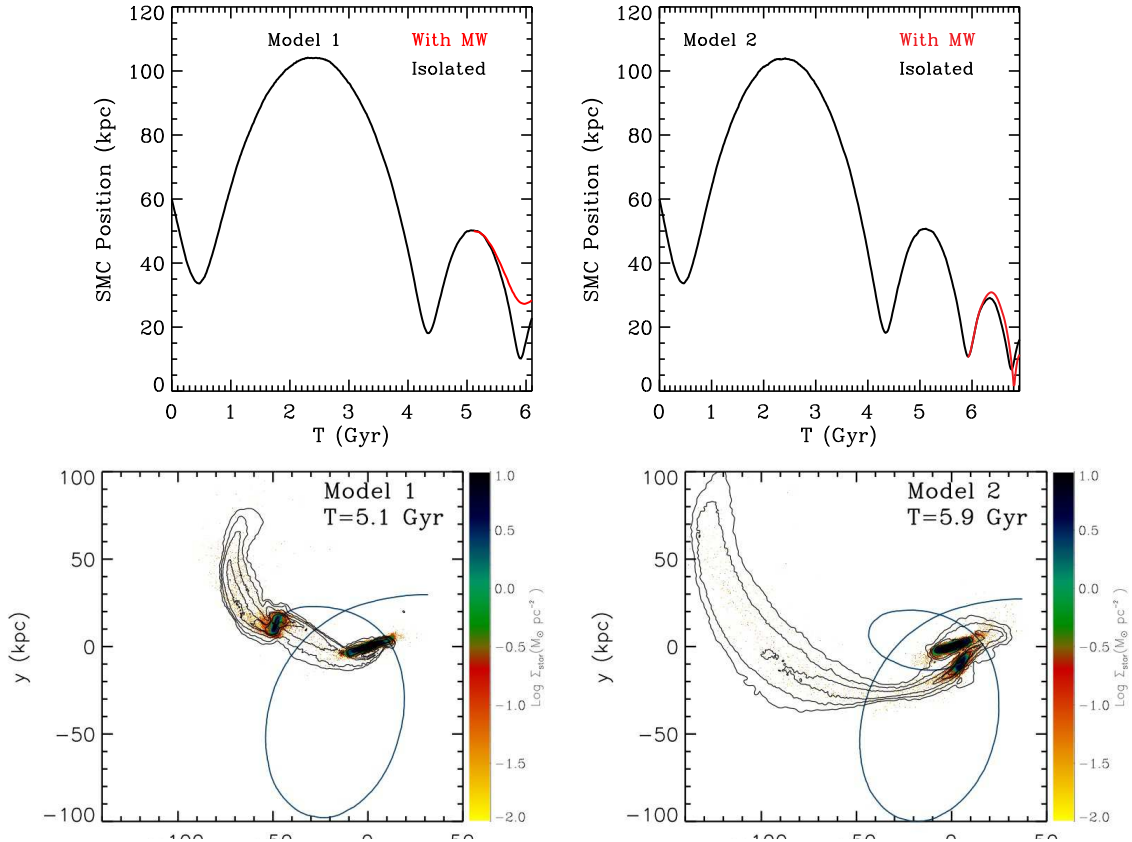 120
100
80
60
40
20
0
SMC Position (kpc)
Model 1
With MW
Isolated
0 1 2 3 4 5 6
T (Gyr)
120
100
80
60
40
20
0
SMC Position (kpc)
Model 2
With MW
Isolated
0 1 2 3 4 5 6
T (Gyr)
100
50
0
−50
−100
y (kpc)
Model 1
T=5.1 Gyr
1.0
0.5
0.0
−0.5
−1.0
−1.5
−2.0
Log Σstar(M⊙ pc⁻²)
100
50
0
−50
−100
y (kpc)
Model 2
T=5.9 Gyr
1.0
0.5
0.0
−0.5
−1.0
−1.5
−2.0
Log Σstar(M⊙ pc⁻²)